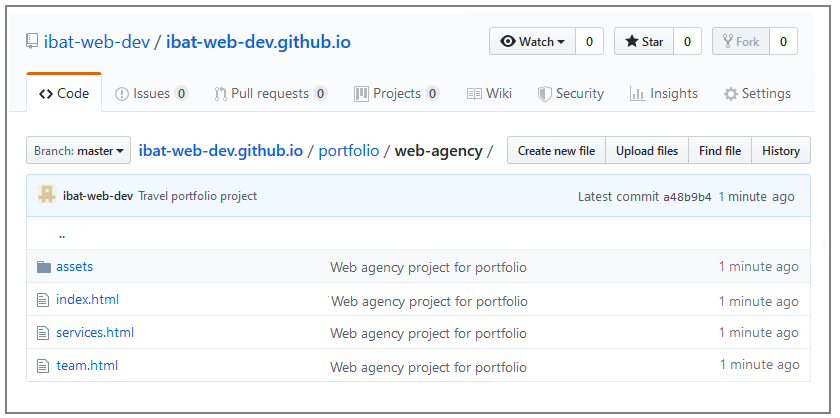 ibat-web-dev / ibat-web-dev.github.io Watch 0 Star 0 Fork 0
Code Issues 0 Pull requests 0 Projects 0 Wiki Security Insights Settings
Branch: master ibat-web-dev.github.io / portfolio / web-agency / Create new file Upload files Find file History
ibat-web-dev Travel portfolio project Latest commit a48b9b4 1 minute ago
..
assets Web agency project for portfolio 1 minute ago
index.html Web agency project for portfolio 1 minute ago
services.html Web agency project for portfolio 1 minute ago
team.html Web agency project for portfolio 1 minute ago